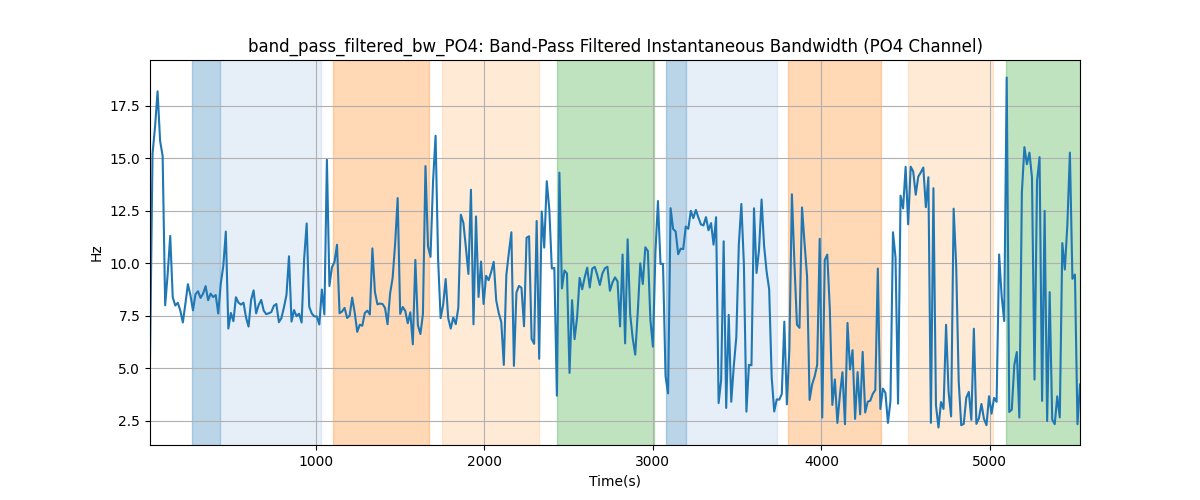 band_pass_filtered_bw_PO4: Band-Pass Filtered Instantaneous Bandwidth (PO4 Channel)
17.5
15.0
12.5
10.0
7.5
5.0
2.5
Hz
1000 2000 3000 4000 5000
Time(s)